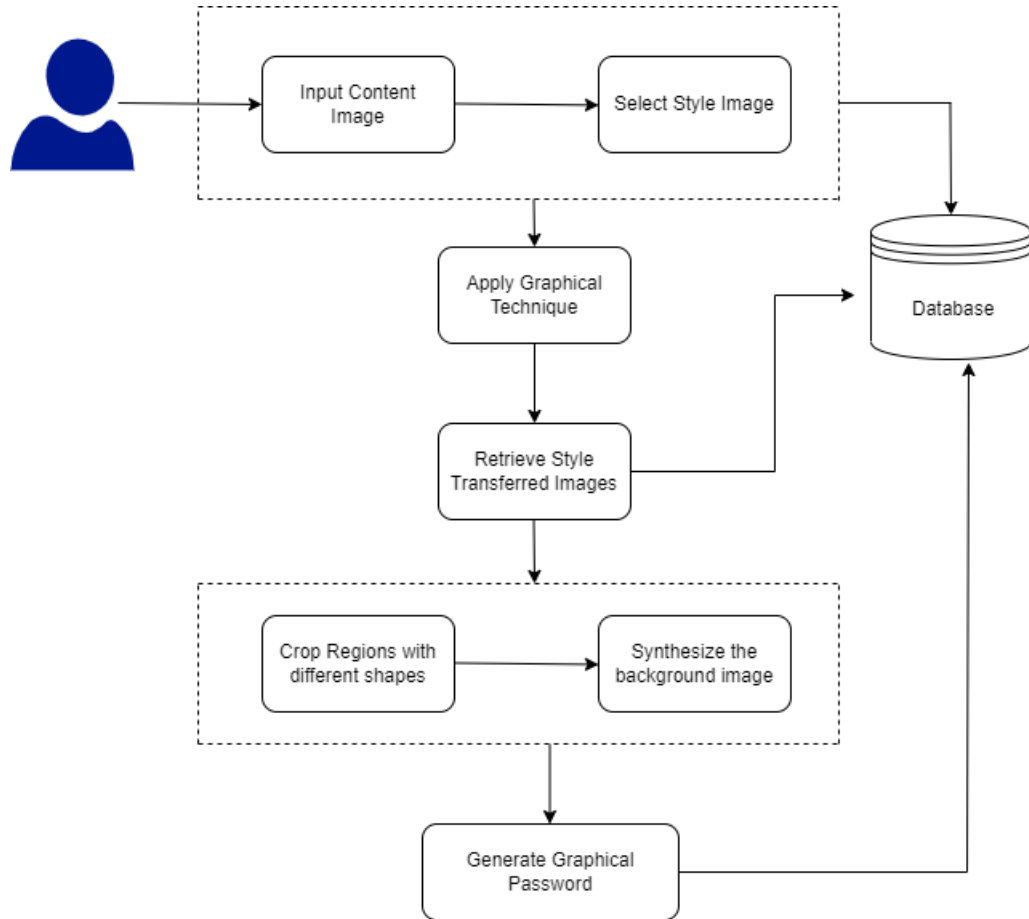 Input Content
Image
Select Style Image
Apply Graphical
Technique
Database
Retrieve Style
Transferred Images
Crop Regions with
different shapes
Synthesize the
background image
Generate Graphical
Password